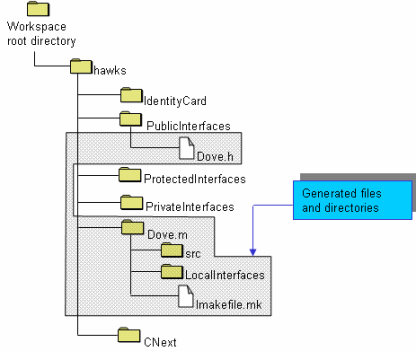 Workspace
root directory
hawks
IdentityCard
PublicInterfaces
Dove.h
ProtectedInterfaces
Generated files
and directories
PrivateInterfaces
Dove.m
src
LocalInterfaces
Imakefile.mk
CNext